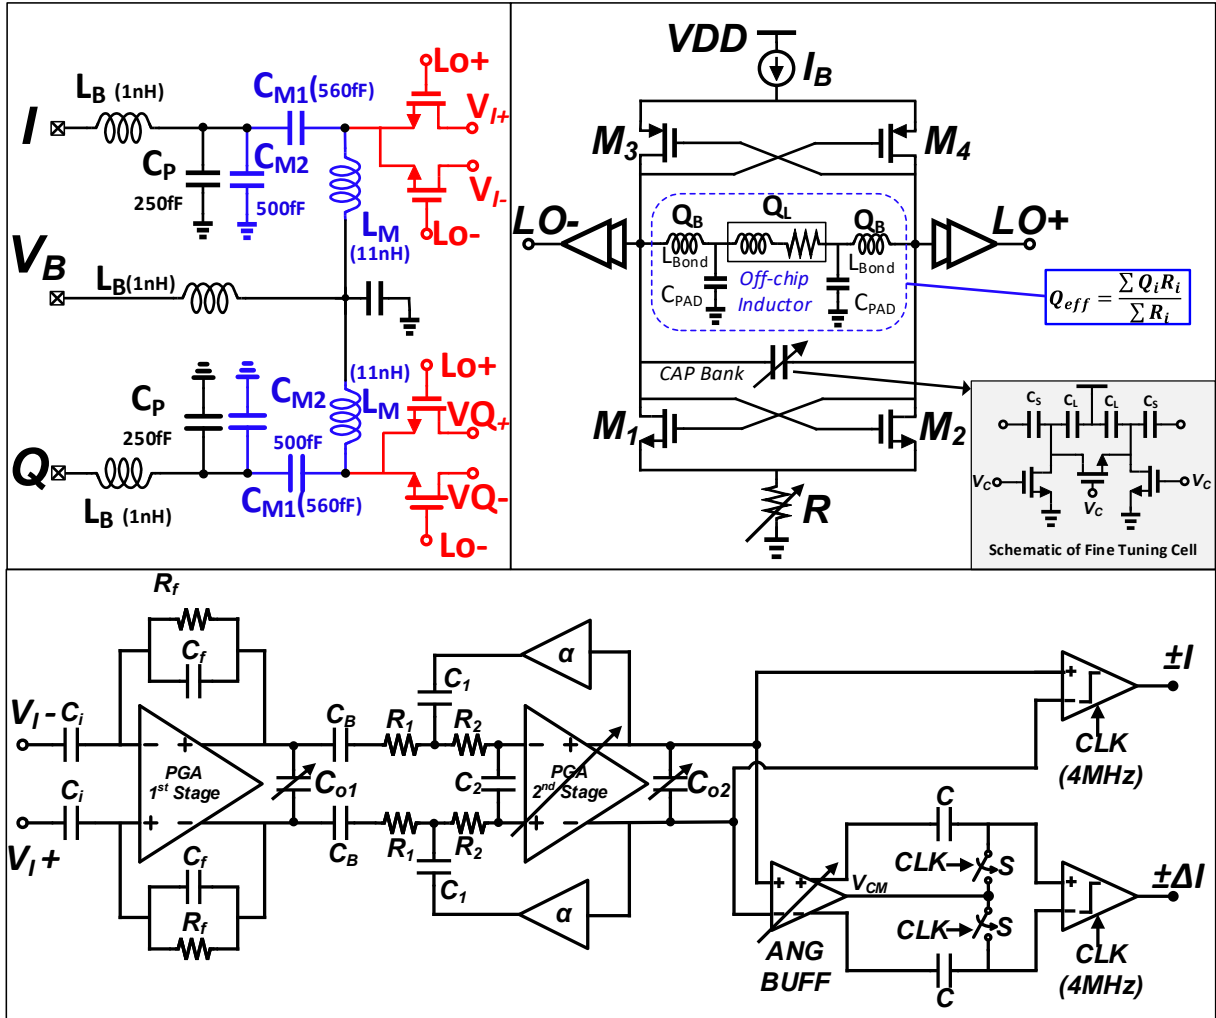 Lo+
L_B (1nH)
C_M1(560fF)
I
V_I+
C_P
C_M2
250fF
500fF
V_I-
Lo-
L_M
(11nH)
V_B
L_B(1nH)
Lo+
(11nH)
C_P
C_M2
L_M
VQ+
250fF
500fF
Q
C_M1(560fF)
VQ-
L_B (1nH)
Lo-
VDD
I_B
M_3
M_4
LO-
Q_B
Q_L
Q_B
LO+
L_Bond
L_Bond
Off-chip
Inductor
C_PAD
C_PAD
Q_eff = ∑ Q_i R_i / ∑ R_i
CAP Bank
C_S
C_L
C_L
C_S
M_1
M_2
V_C
V_C
V_C
R
Schematic of Fine Tuning Cell
R_f
C_f
α
±I
V_I-
C_i
C_1
C_B
R_1
R_2
PGA
1st Stage
C_o1
C_2
PGA
2nd Stage
C_o2
CLK
(4MHz)
C_i
V_I+
C_B
R_1
R_2
C
C_f
C_1
R_f
α
V_CM
CLK
S
±ΔI
CLK
S
ANG
BUFF
CLK
(4MHz)
C